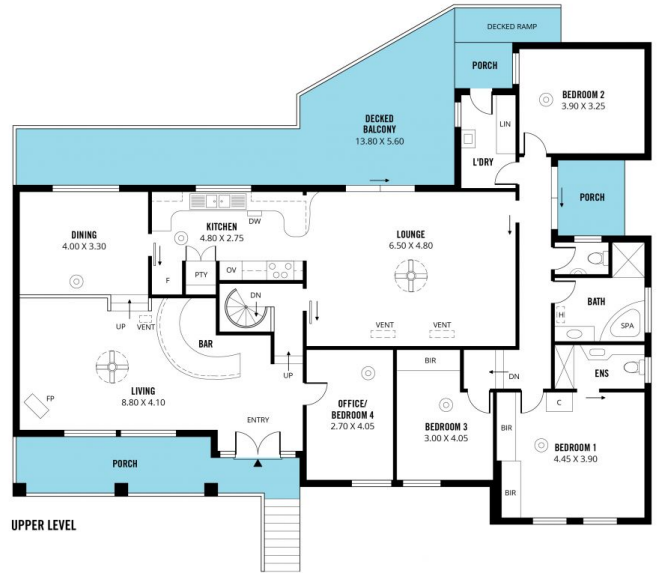 DECKED RAMP
PORCH
BEDROOM 2
3.90 X 3.25
DECKED
BALCONY
13.80 X 5.60
LIN
L'DRY
PORCH
DINING
4.00 X 3.30
KITCHEN
4.80 X 2.75
DW
LOUNGE
6.50 X 4.80
F
PTY
OV
UP
VENT
DN
BAR
VENT
VENT
BATH
HI
SPA
UP
LIVING
8.80 X 4.10
FP
ENTRY
OFFICE/
BEDROOM 4
2.70 X 4.05
BIR
BEDROOM 3
3.00 X 4.05
DN
ENS
C
BIR
BEDROOM 1
4.45 X 3.90
BIR
PORCH
UPPER LEVEL